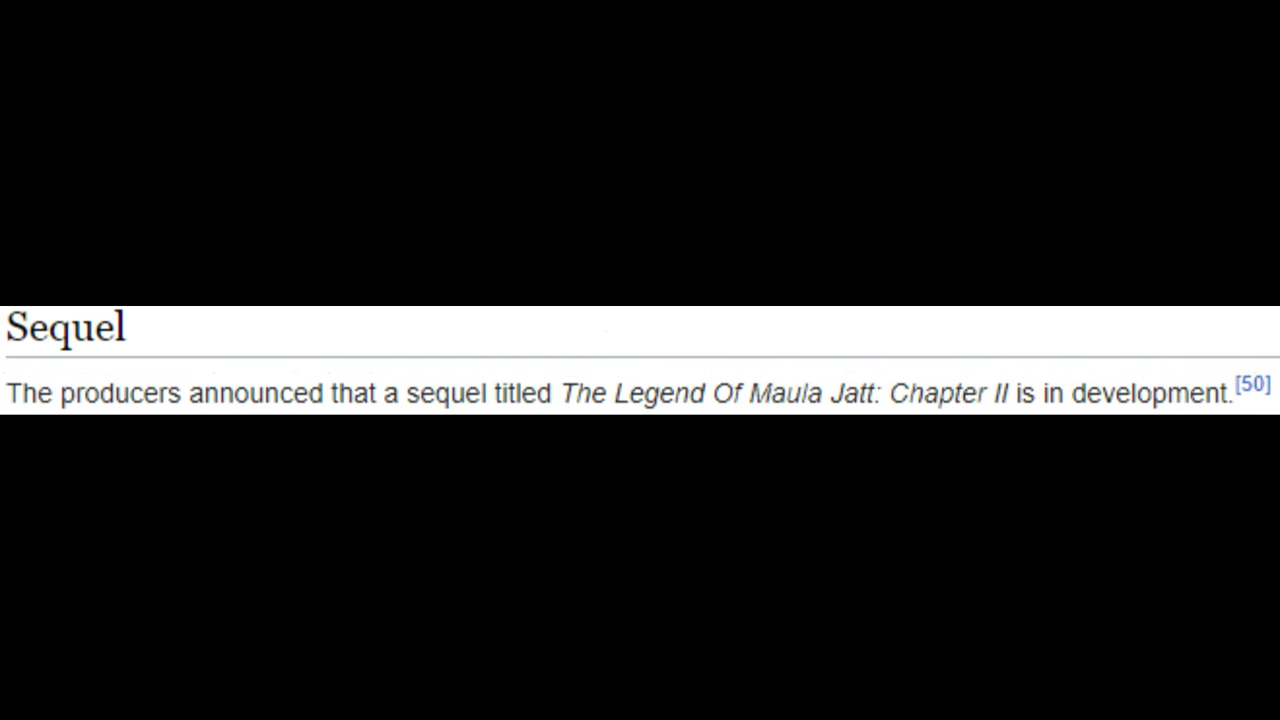 Sequel
The producers announced that a sequel titled The Legend Of Maula Jatt: Chapter II is in development.[50]